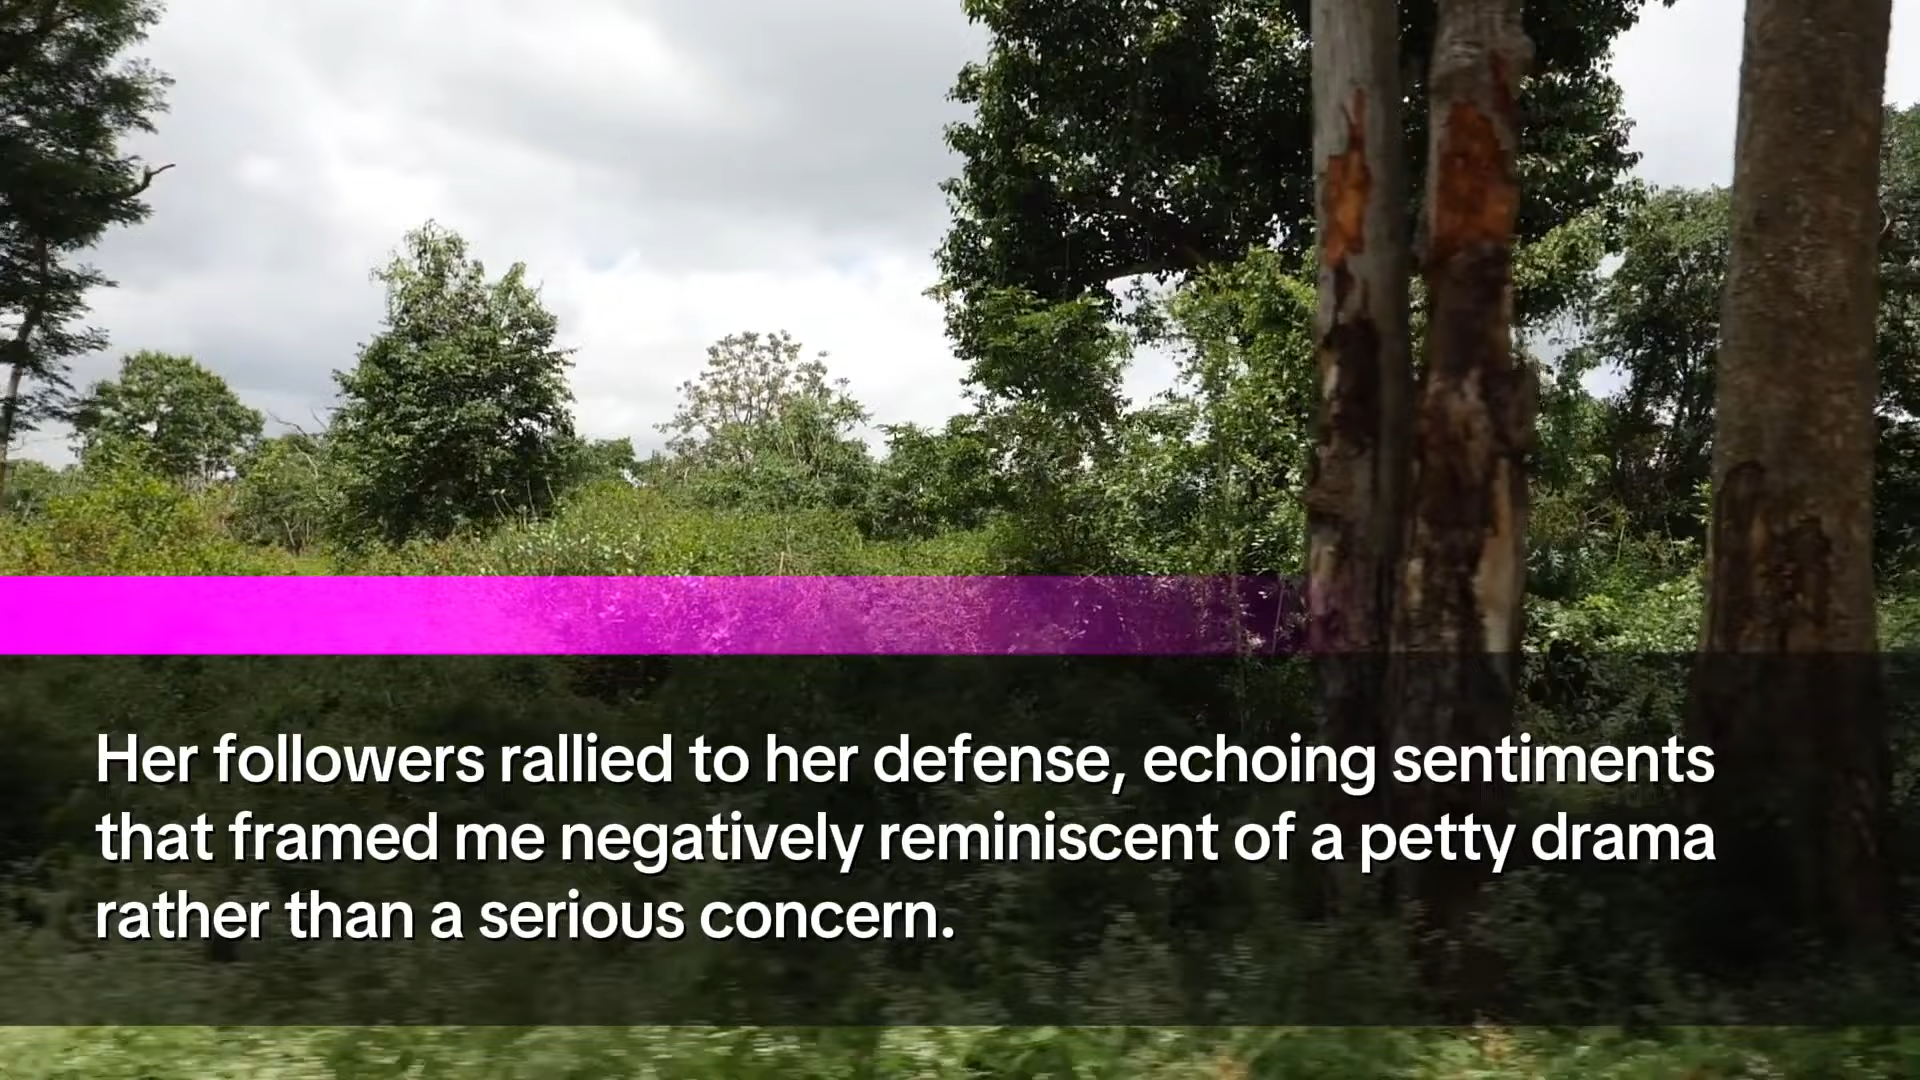 Her followers rallied to her defense, echoing sentiments
that framed me negatively reminiscent of a petty drama
rather than a serious concern.